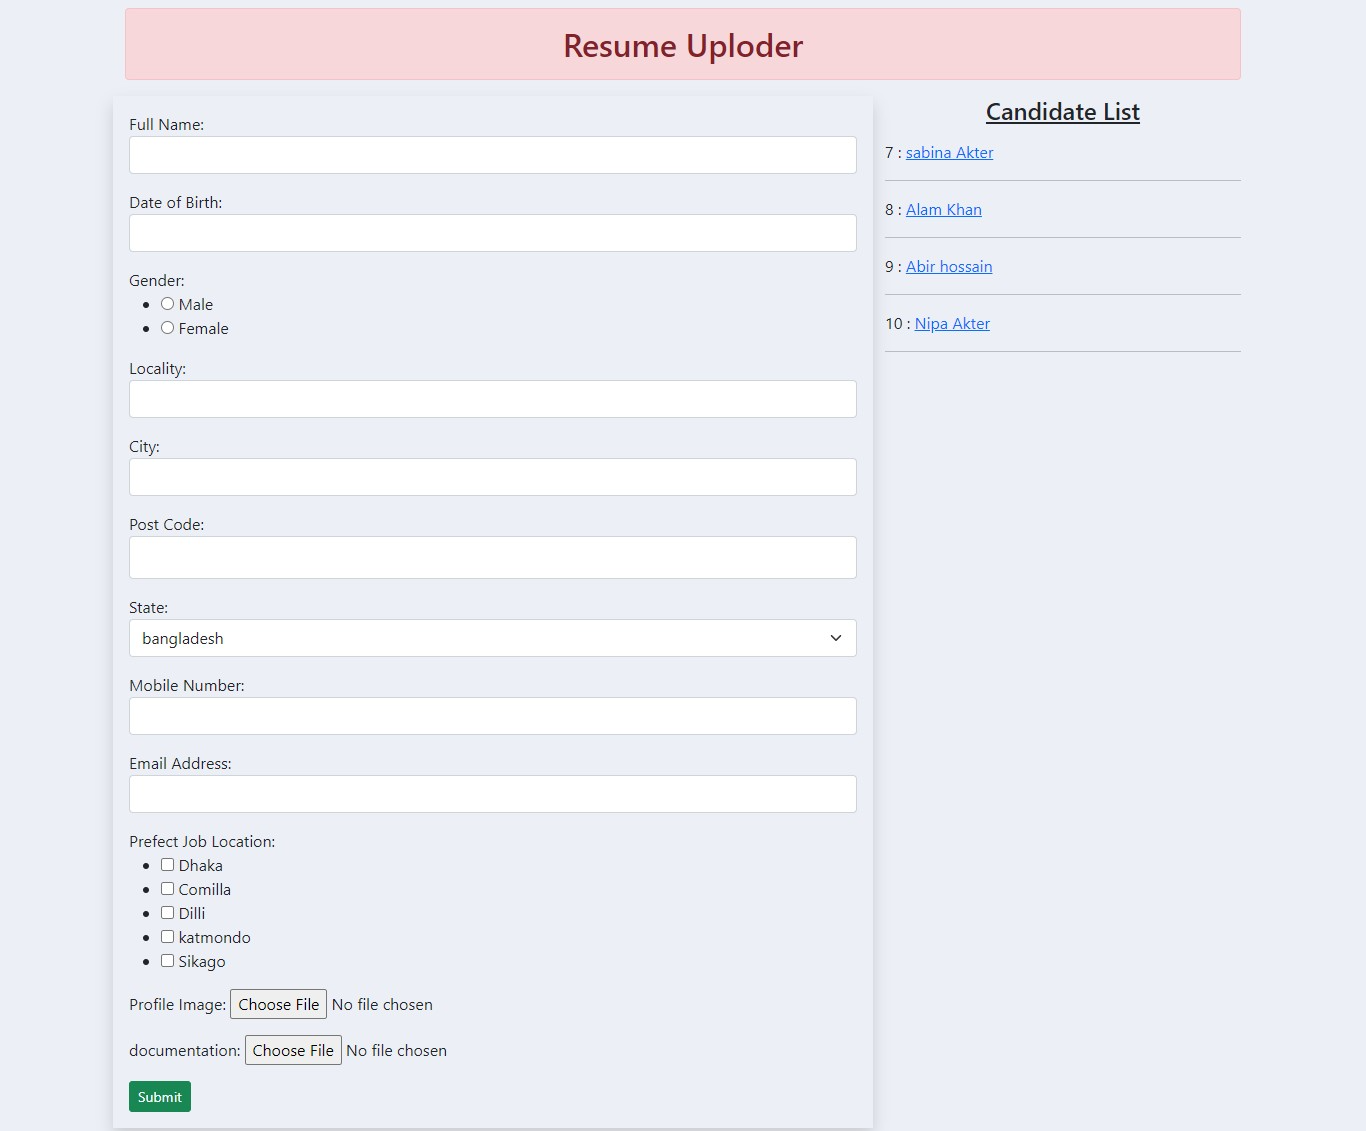 Resume Uploder
Full Name:
Date of Birth:
Gender:
Male
Female
Locality:
City:
Post Code:
State:
bangladesh
Mobile Number:
Email Address:
Prefect Job Location:
Dhaka
Comilla
Dilli
katmondo
Sikago
Profile Image: Choose File No file chosen
documentation: Choose File No file chosen
Submit
Candidate List
7 : sabina Akter
8 : Alam Khan
9 : Abir hossain
10 : Nipa Akter